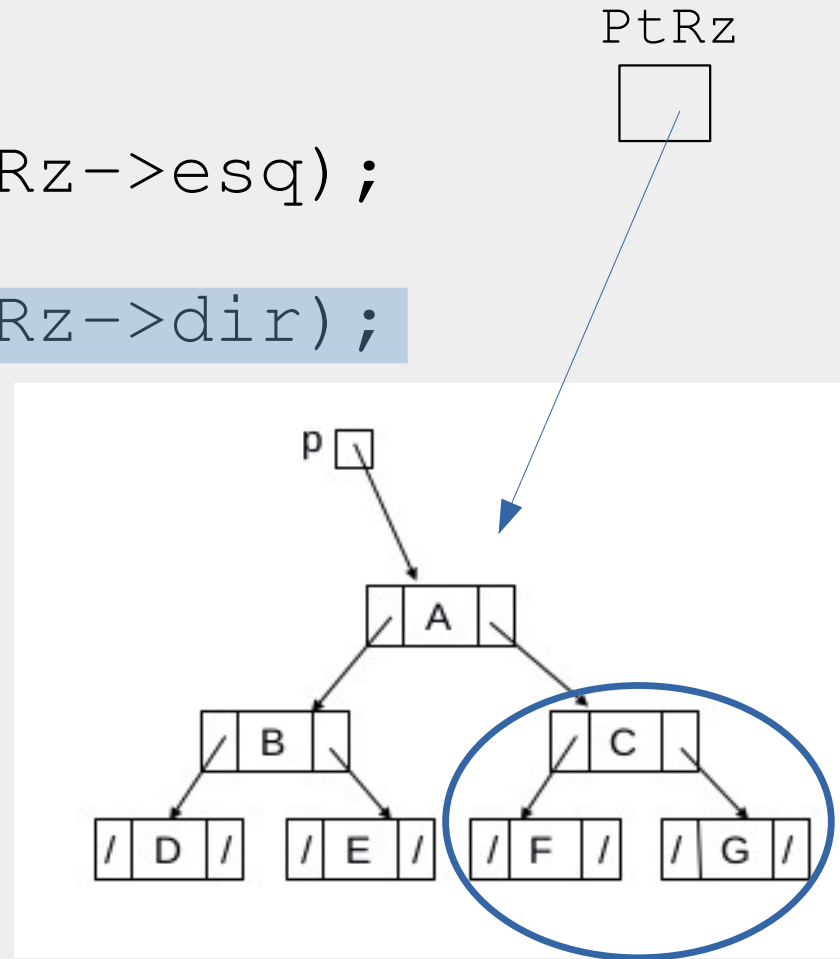 PtRz
Rz->esq);
Rz->dir);
p
A
B C
/ D / / E / / F / / G /